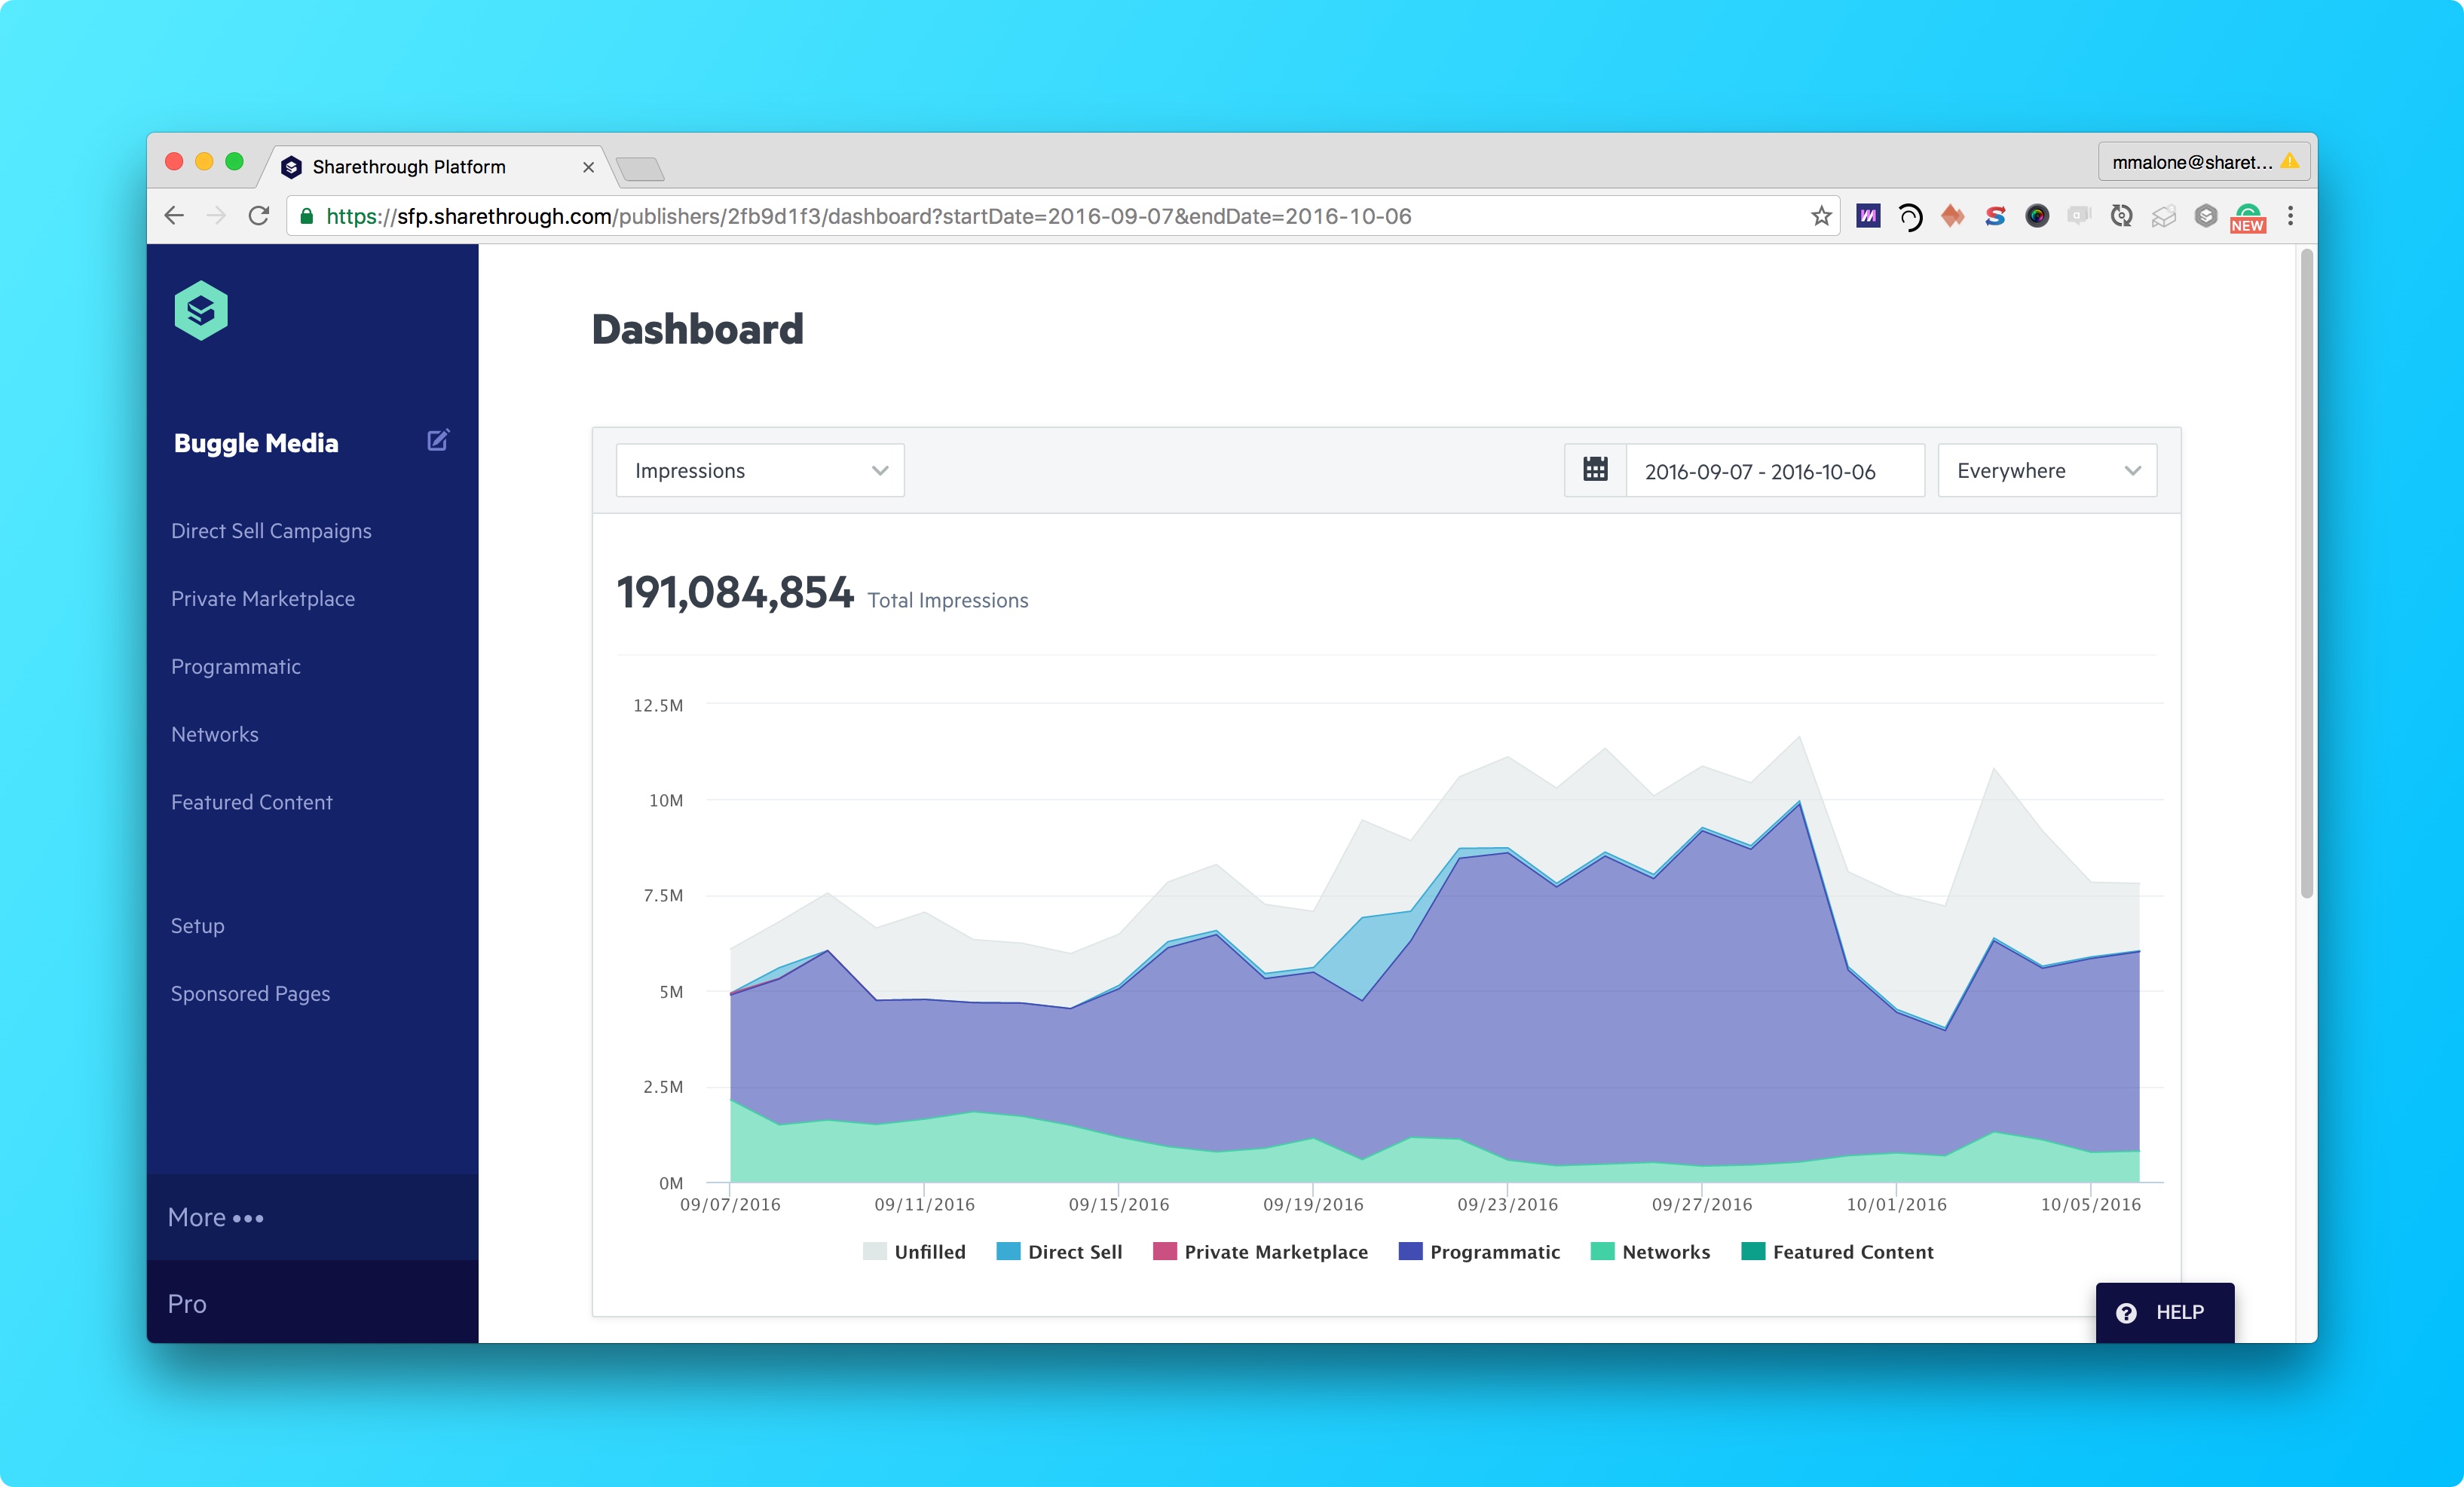 Sharethrough Platform
mmalone@sharet...
https://sfp.sharethrough.com/publishers/2fb9d1f3/dashboard?startDate=2016-09-07&endDate=2016-10-06
NEW
Dashboard
Buggle Media
Direct Sell Campaigns
Private Marketplace
Programmatic
Networks
Featured Content
Setup
Sponsored Pages
More •••
Pro
Impressions
2016-09-07 - 2016-10-06
Everywhere
191,084,854 Total Impressions
12.5M
10M
7.5M
5M
2.5M
0M
09/07/2016 09/11/2016 09/15/2016 09/19/2016 09/23/2016 09/27/2016 10/01/2016 10/05/2016
Unfilled Direct Sell Private Marketplace Programmatic Networks Featured Content
? HELP